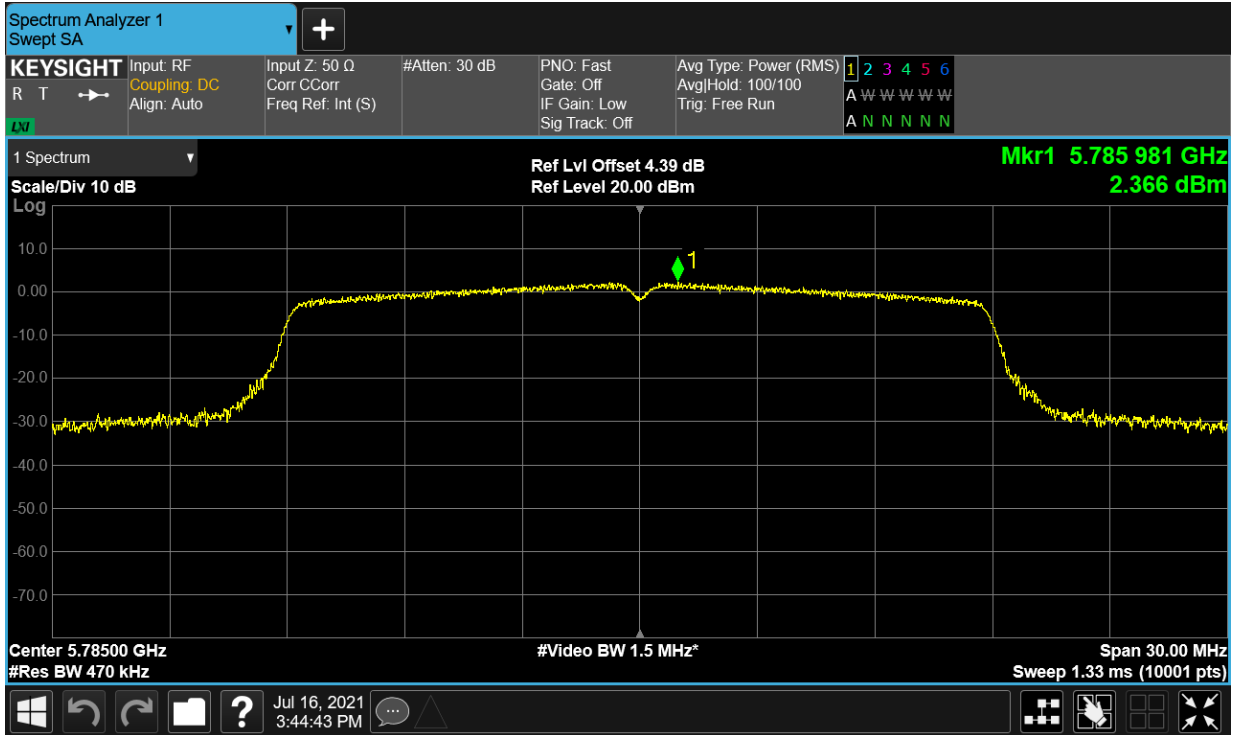 Spectrum Analyzer 1
Swept SA
KEYSIGHT
R T
LXI
Input: RF
Coupling: DC
Align: Auto
Input Z: 50 Ω
Corr CCorr
Freq Ref: Int (S)
#Atten: 30 dB
PNO: Fast
Gate: Off
IF Gain: Low
Sig Track: Off
Avg Type: Power (RMS)
Avg|Hold: 100/100
Trig: Free Run
1 2 3 4 5 6
A W W W W W
A N N N N N
1 Spectrum
Scale/Div 10 dB
Log
Ref Lvl Offset 4.39 dB
Ref Level 20.00 dBm
Mkr1 5.785 981 GHz
2.366 dBm
1
10.0
0.00
-10.0
-20.0
-30.0
-40.0
-50.0
-60.0
-70.0
Center 5.78500 GHz
#Res BW 470 kHz
#Video BW 1.5 MHz*
Span 30.00 MHz
Sweep 1.33 ms (10001 pts)
?
Jul 16, 2021
3:44:43 PM